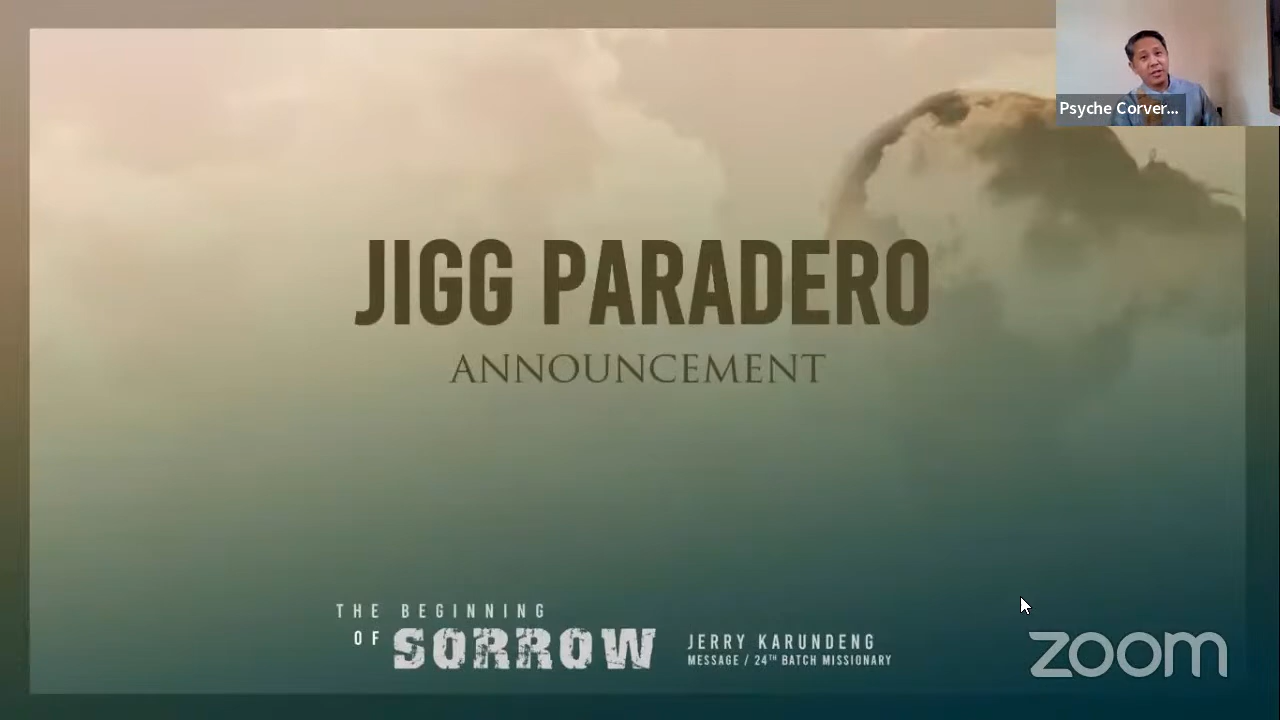 Psyche Corver...
JIGG PARADERO
ANNOUNCEMENT
THE BEGINNING
OF SORROW
JERRY KARUNDENG
MESSAGE / 24TH BATCH MISSIONARY
zoom